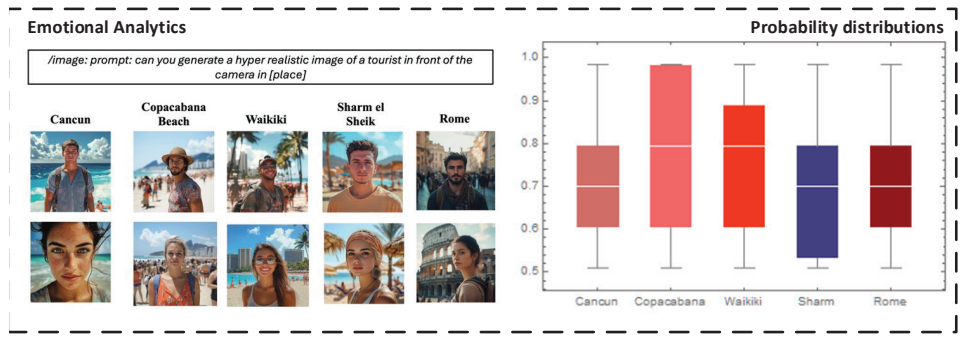 Emotional Analytics
/image: prompt: can you generate a hyper realistic image of a tourist in front of the
camera in [place]
Cancun
Copacabana
Beach
Waikiki
Sharm el
Sheik
Rome
Probability distributions
1.0
0.9
0.8
0.7
0.6
0.5
Cancun
Copacabana
Waikiki
Sharm
Rome